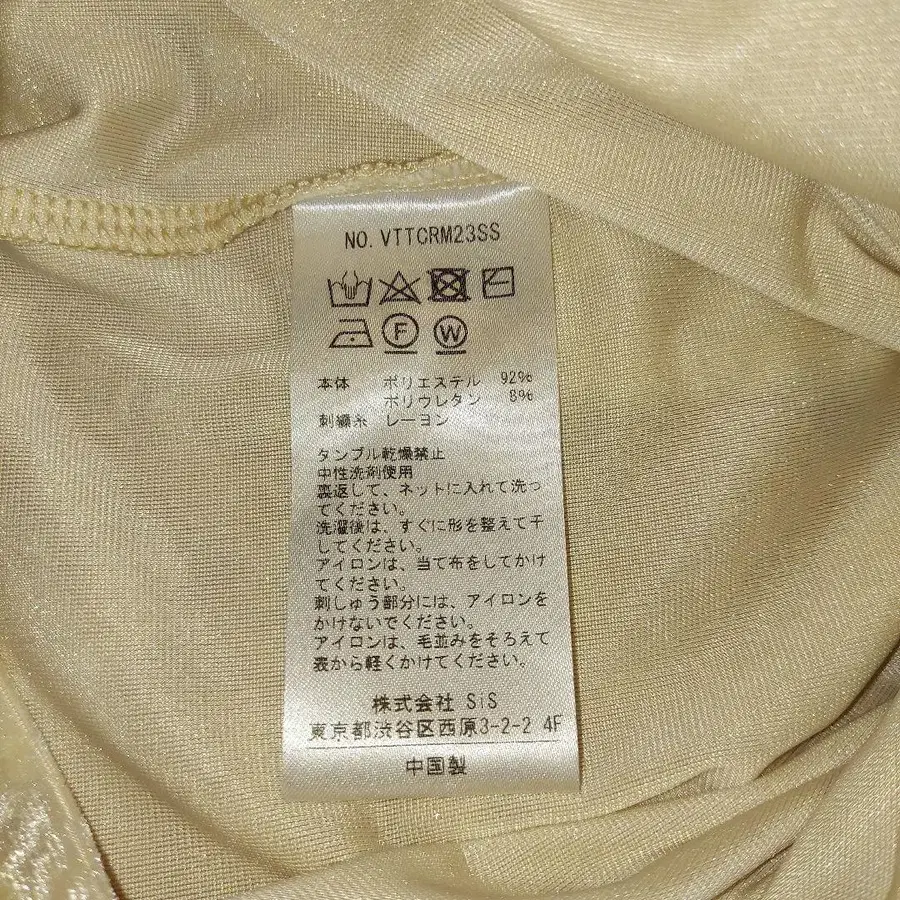 NO. VTTCRM23SS
F W
本体 ポリエステル 92%
ポリウレタン 8%
刺繍糸 レーヨン
タンブル乾燥禁止
中性洗剤使用
裏返して、ネットに入れて洗っ
てください。
洗濯後は、すぐに形を整えて干
してください。
アイロンは、当て布をしてかけ
てください。
刺しゅう部分には、アイロンを
かけないでください。
アイロンは、毛並みをそろえて
裏から軽くかけてください。
株式会社 SiS
東京都渋谷区西原3-2-2 4F
中国製